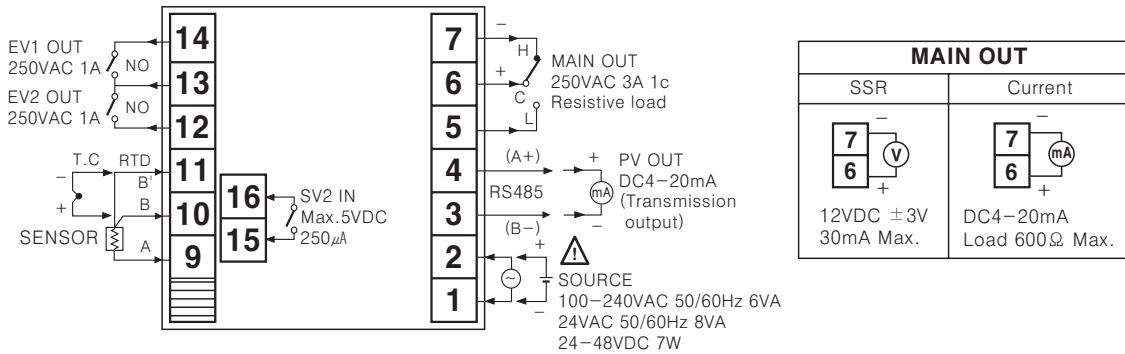 EV1 OUT
250VAC 1A
NO
EV2 OUT
250VAC 1A
NO
T.C
RTD
−
+
B'
B
A
SENSOR
14
13
12
11
10
9
16
15
SV2 IN
Max.5VDC
250㎂
7
6
5
4
3
2
1
−
H
+
C
L
MAIN OUT
250VAC 3A 1c
Resistive load
(A+)
RS485
(B−)
+
mA
−
PV OUT
DC4−20mA
(Transmission
output)
+
−
~
!
SOURCE
100−240VAC 50/60Hz 6VA
24VAC 50/60Hz 8VA
24−48VDC 7W
MAIN OUT
SSR
7
6
−
V
+
12VDC ±3V
30mA Max.
Current
7
6
−
mA
+
DC4−20mA
Load 600Ω Max.